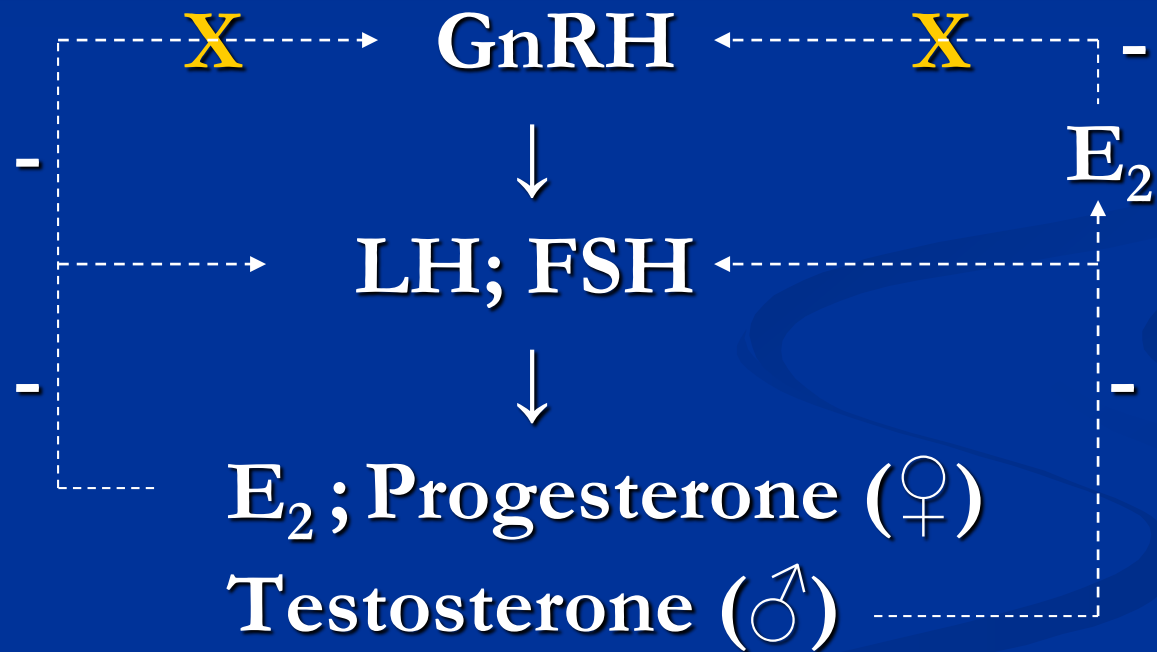 X GnRH X -
- E₂
↓
LH; FSH
↓
- -
E₂ ; Progesterone (♀)
Testosterone (♂)